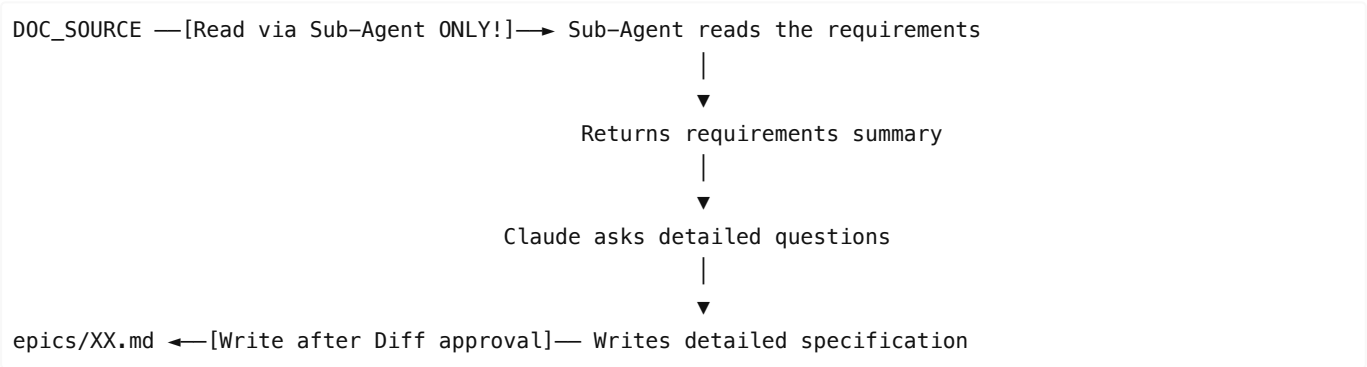 DOC_SOURCE ──[Read via Sub-Agent ONLY!]──► Sub-Agent reads the requirements
Returns requirements summary
Claude asks detailed questions
epics/XX.md ◄──[Write after Diff approval]── Writes detailed specification